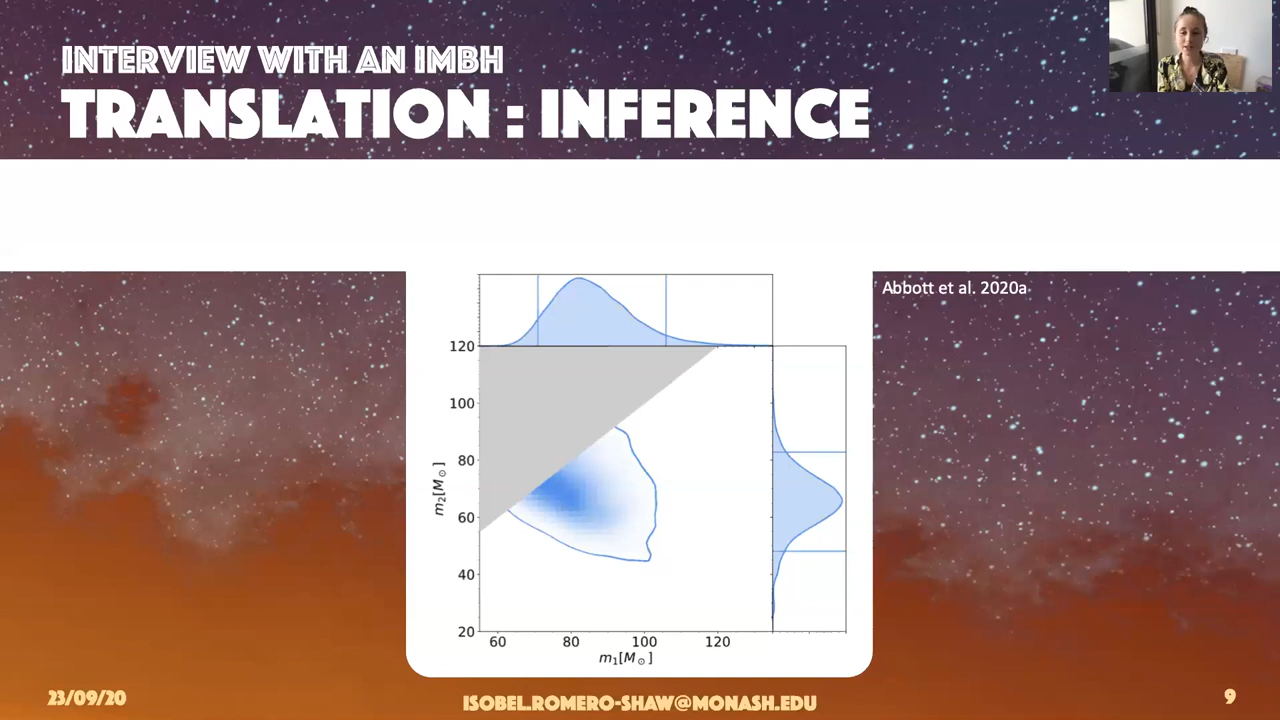 INTERVIEW WITH AN IMBH
TRANSLATION : INFERENCE
Abbott et al. 2020a
120
100
80
60
40
20
m₂[M⊙]
60 80 100 120
m₁[M⊙]
23/09/20
ISOBEL.ROMERO-SHAW@MONASH.EDU
9